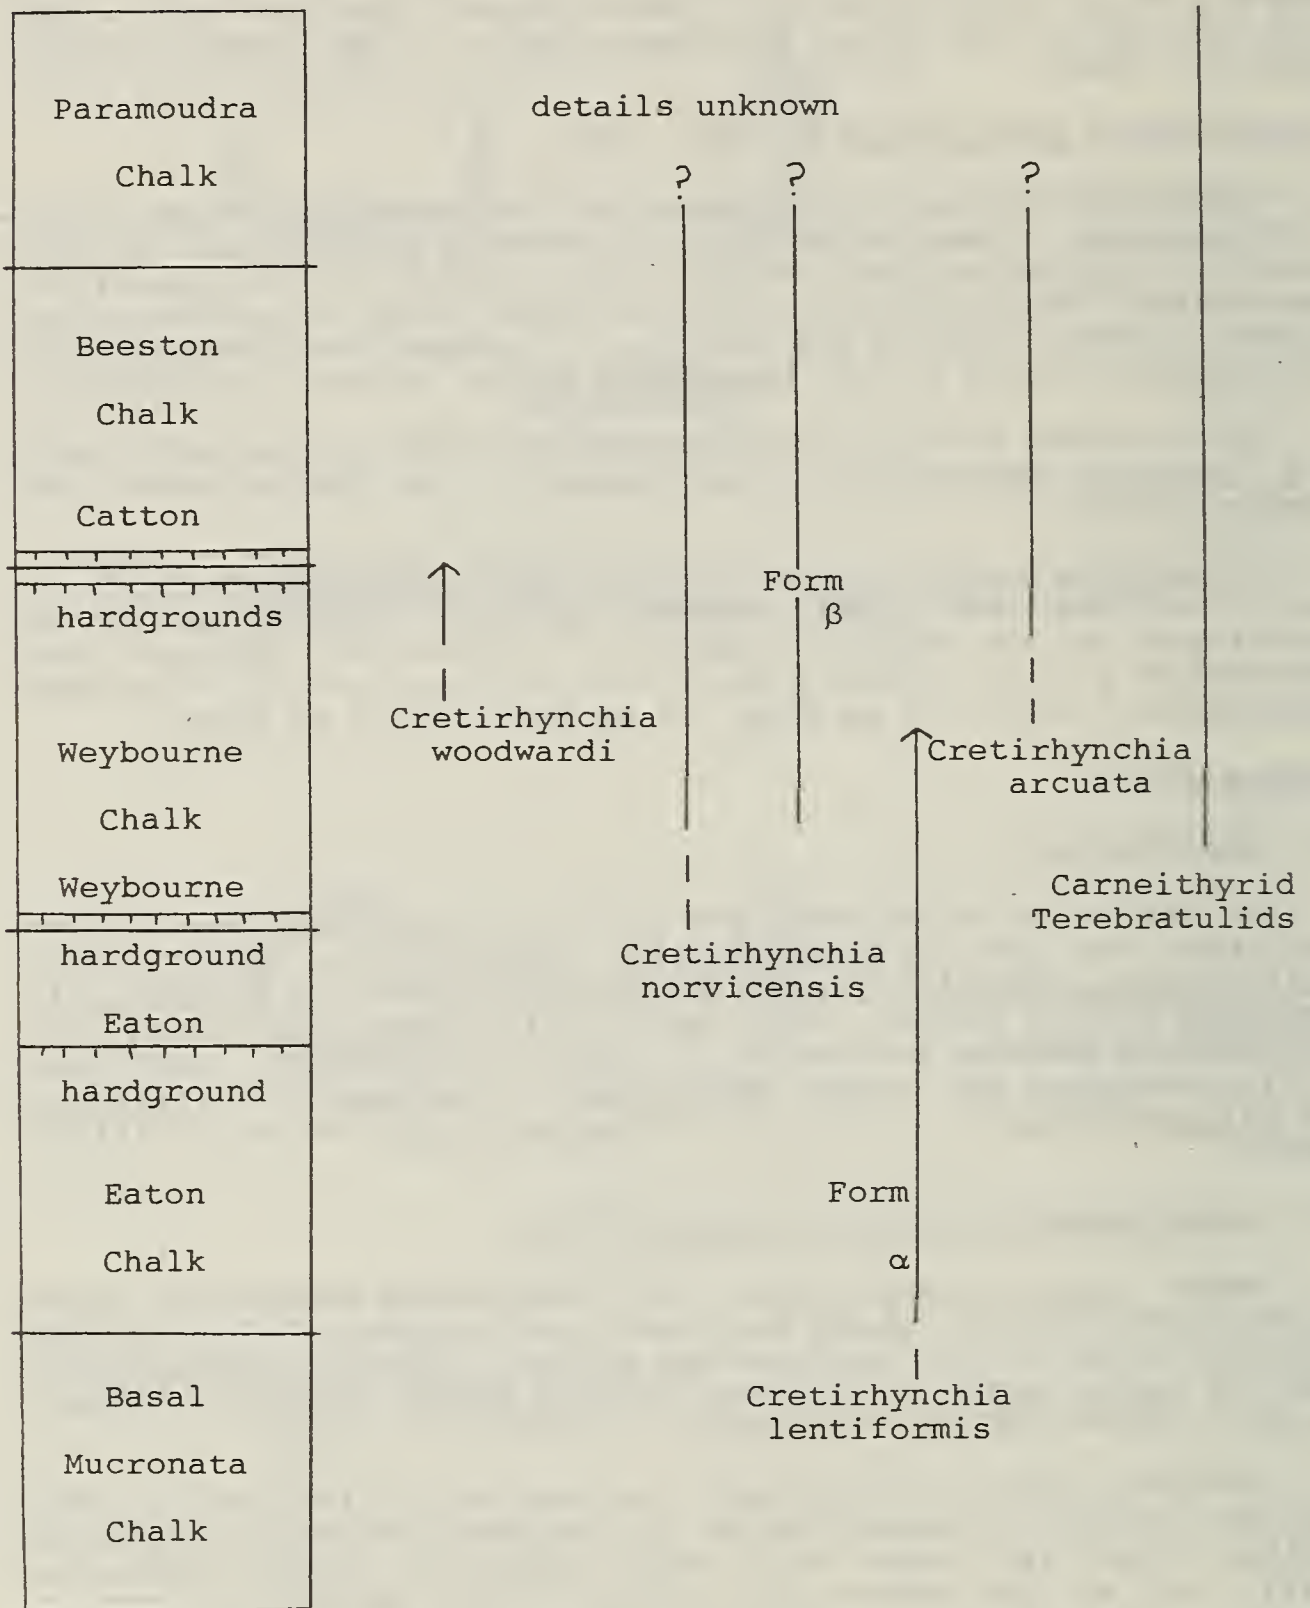 Paramoudra
Chalk
details unknown
? ? ?
Beeston
Chalk
Catton
hardgrounds
Form
β
Cretirhynchia
woodwardi
Weybourne
Chalk
Weybourne
Cretirhynchia
arcuata
Carneithyrid
Terebratulids
hardground
Cretirhynchia
norvicensis
Eaton
hardground
Eaton
Chalk
Form
α
Cretirhynchia
lentiformis
Basal
Mucronata
Chalk